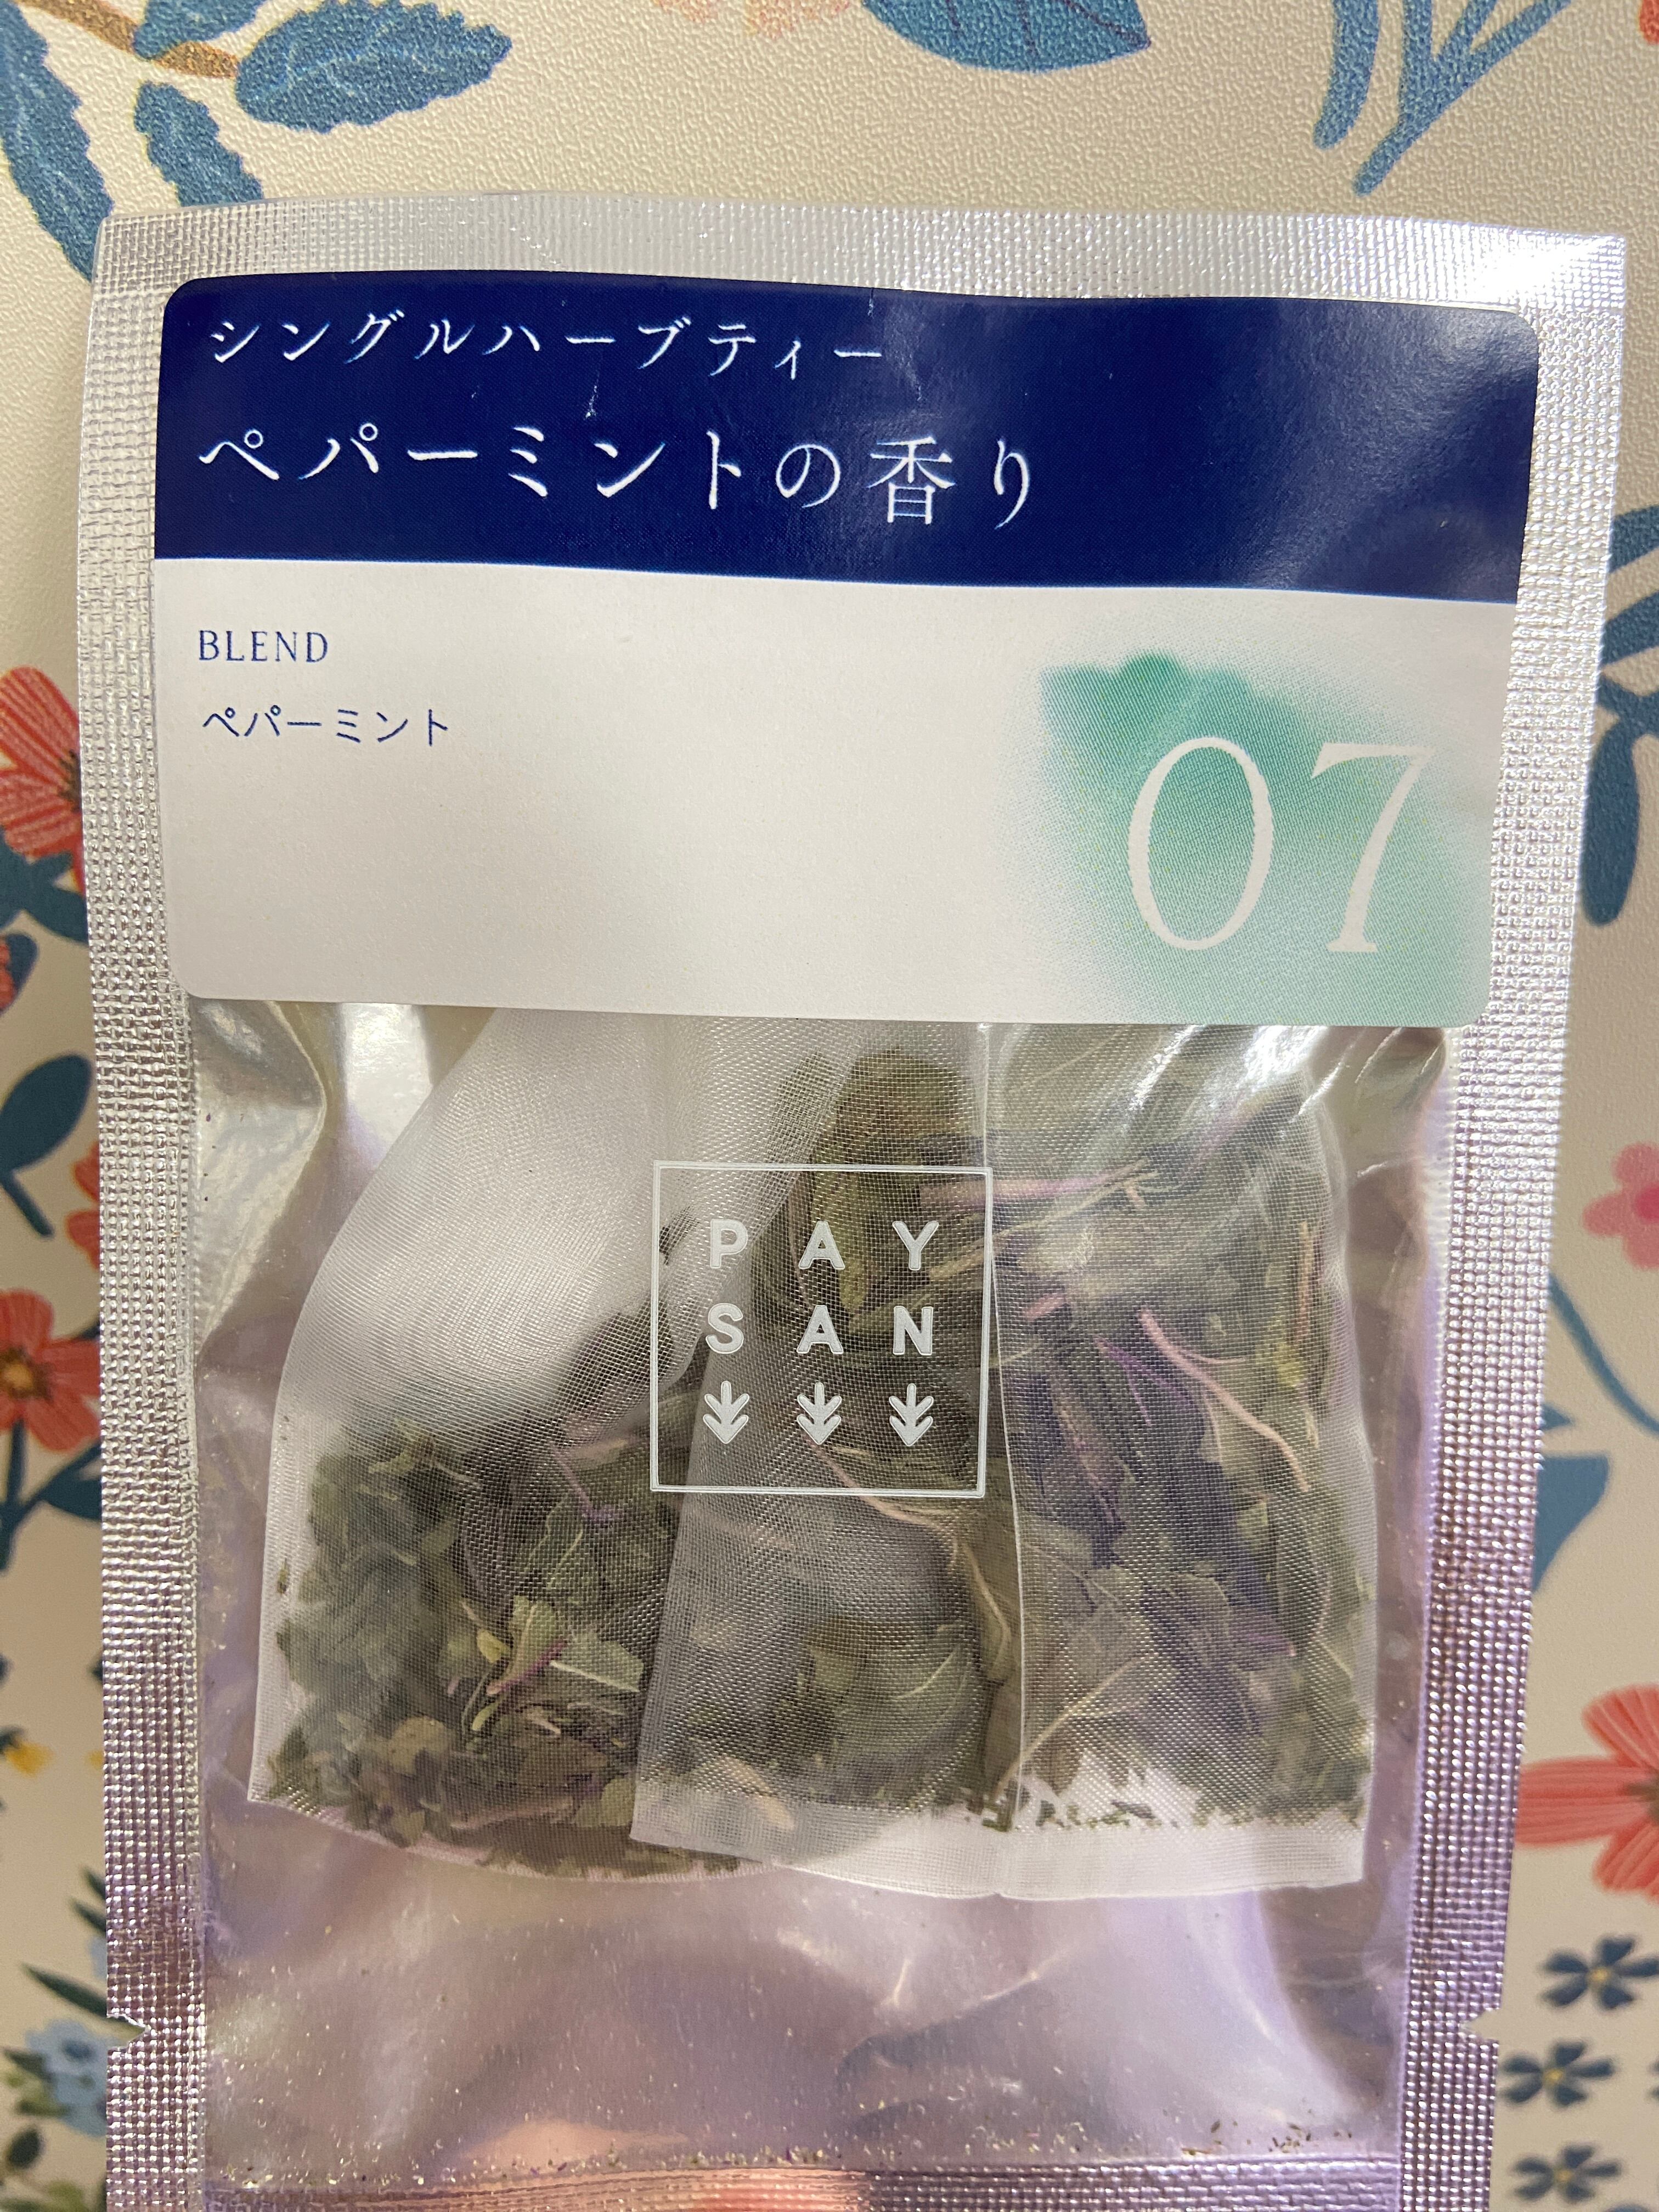 シングルハーブティー
ペパーミントの香り
BLEND
ペパーミント
07
PAY
SAN